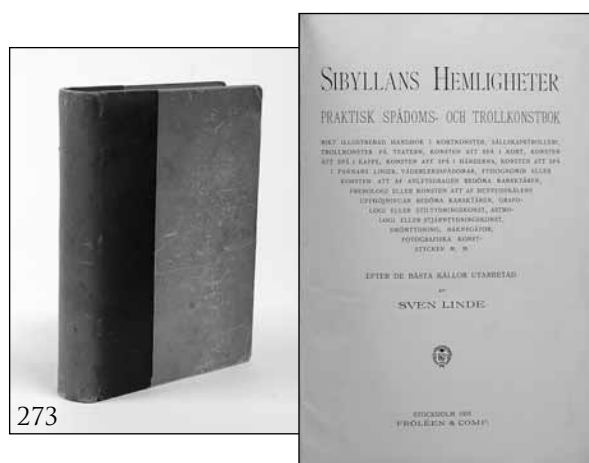 273
SIBYLLANS HEMLIGHETER
PRAKTISK SPÅDOMS- OCH TROLLKONSTBOK
RIKT ILLUSTRERAD HANDBOK I KORTKONSTER, SÄLLSKAPSTROLLERI,
TROLLKONSTER PÅ TEATERN, KONSTEN ATT SPÅ I KORT, KONSTEN
ATT SPÅ I KAFFE, KONSTEN ATT SPÅ I HÄNDERNA, KONSTEN ATT SPÅ
I PANNANS LINIER, VÄDERLEKSSPÅDOMAR, FYSIOGNOMI ELLER
KONSTEN ATT AF ANLETSDRAGEN BEDÖMA KARAKTÄREN,
FRENOLOGI ELLER KONSTEN ATT AF HUFVUDSKÅLENS
UPPHÖJNINGAR BEDÖMA KARAKTÄREN, GRAFO-
LOGI ELLER STILTYDNINGSKONST, ASTRO-
LOGI ELLER STJÄRNTYDNINGSKONST,
DRÖMTYDNING, RÄKNEGÅTOR,
FOTOGRAFISKA KONST-
STYCKEN M. M.
EFTER DE BÄSTA KÄLLOR UTARBETAD
AF
SVEN LINDE
STOCKHOLM
FRÖLÉEN & COMP.